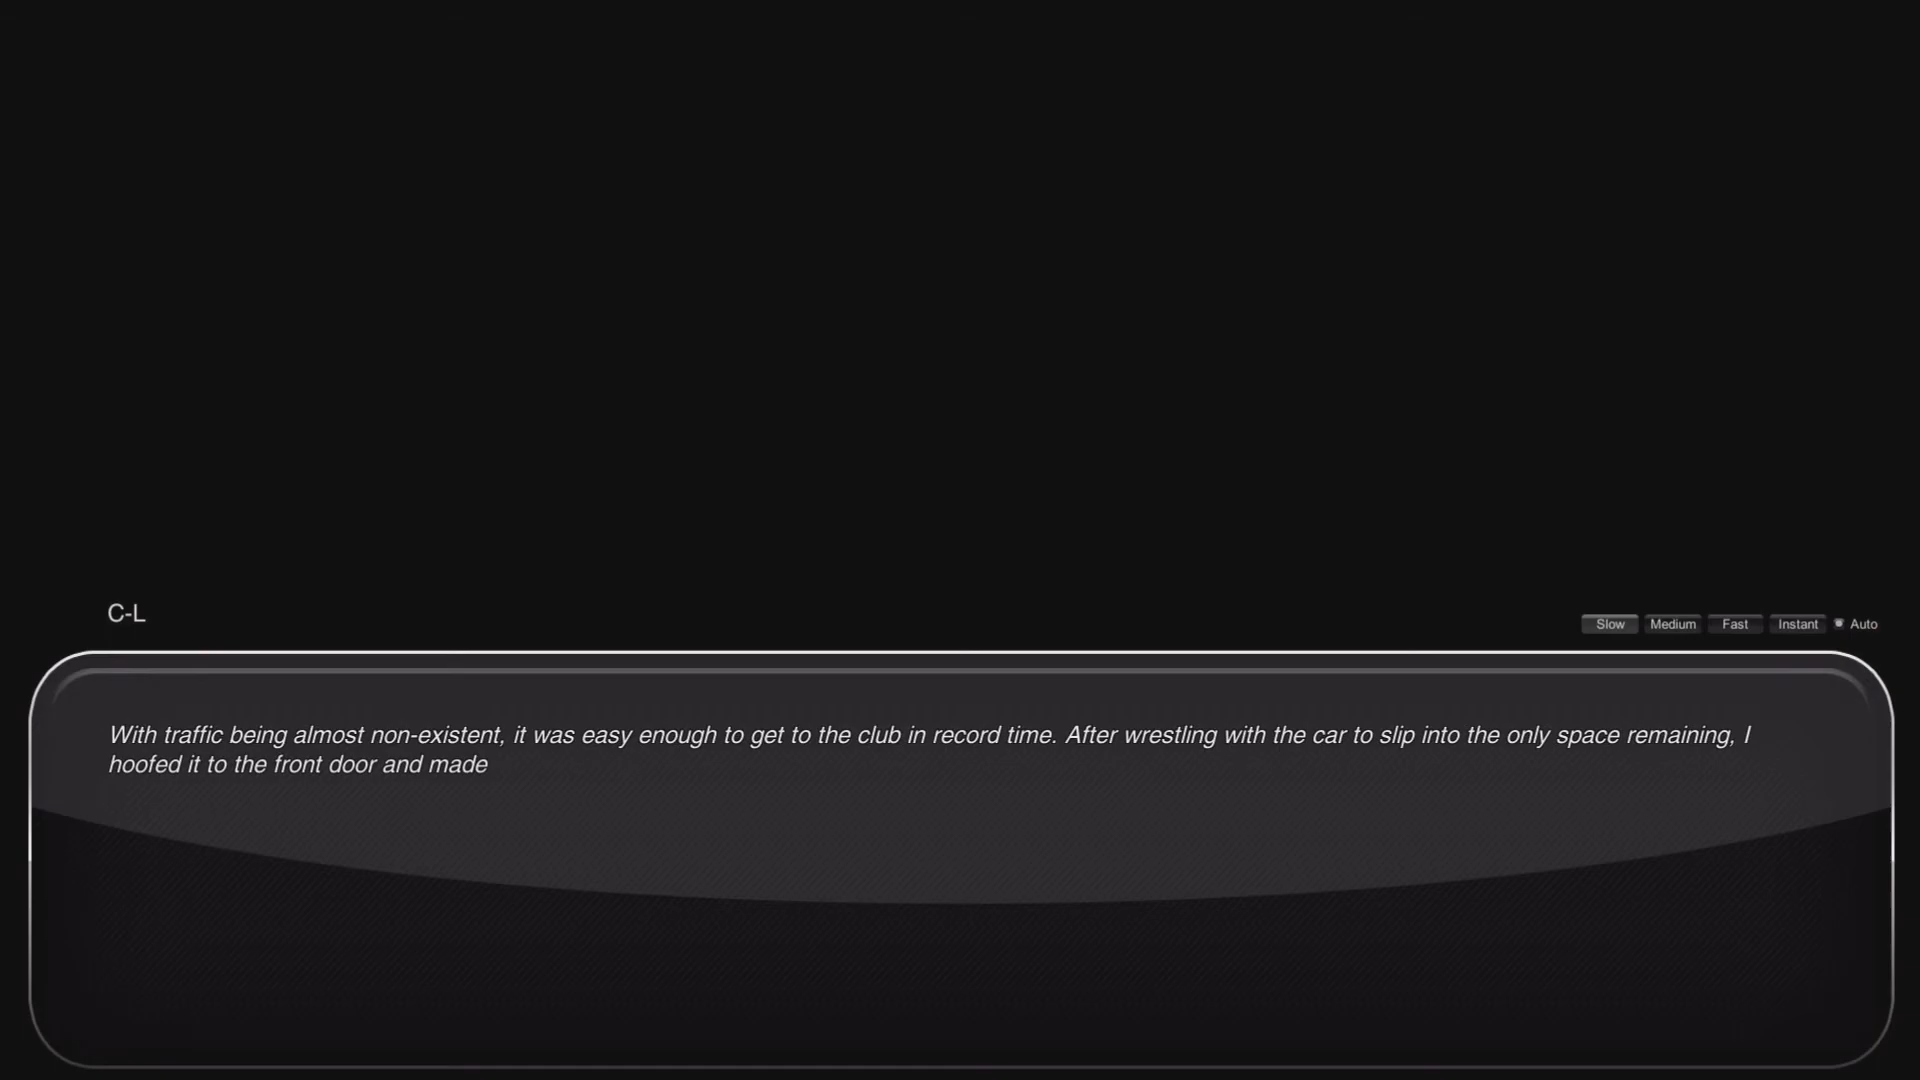 C-L
Slow Medium Fast Instant Auto
With traffic being almost non-existent, it was easy enough to get to the club in record time. After wrestling with the car to slip into the only space remaining, I
hoofed it to the front door and made